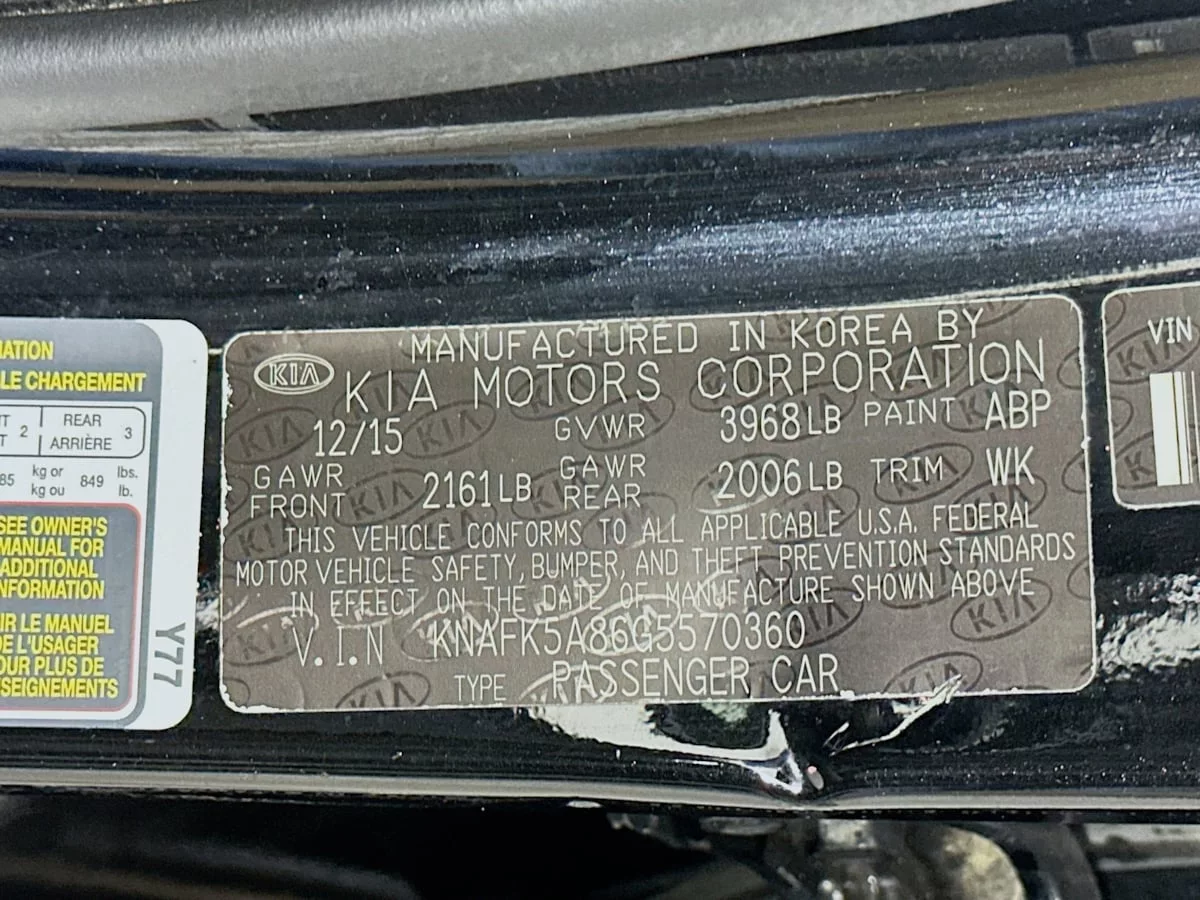 MATION
LE CHARGEMENT
2 REAR 3
ARRIÈRE
85 kg or 849 lbs.
kg ou lb.
SEE OWNER'S
MANUAL FOR
ADDITIONAL
INFORMATION
IR LE MANUEL
DE L'USAGER
OUR PLUS DE
NSEIGNEMENTS
Y77
KIA
MANUFACTURED IN KOREA BY
KIA MOTORS CORPORATION
12/15 GVWR 3968LB PAINT ABP
GAWR FRONT 2161LB GAWR REAR 2006LB TRIM WK
THIS VEHICLE CONFORMS TO ALL APPLICABLE U.S.A. FEDERAL
MOTOR VEHICLE SAFETY, BUMPER, AND THEFT PREVENTION STANDARDS
IN EFFECT ON THE DATE OF MANUFACTURE SHOWN ABOVE
V.I.N KNAFK5A86G5570360
TYPE PASSENGER CAR
VIN